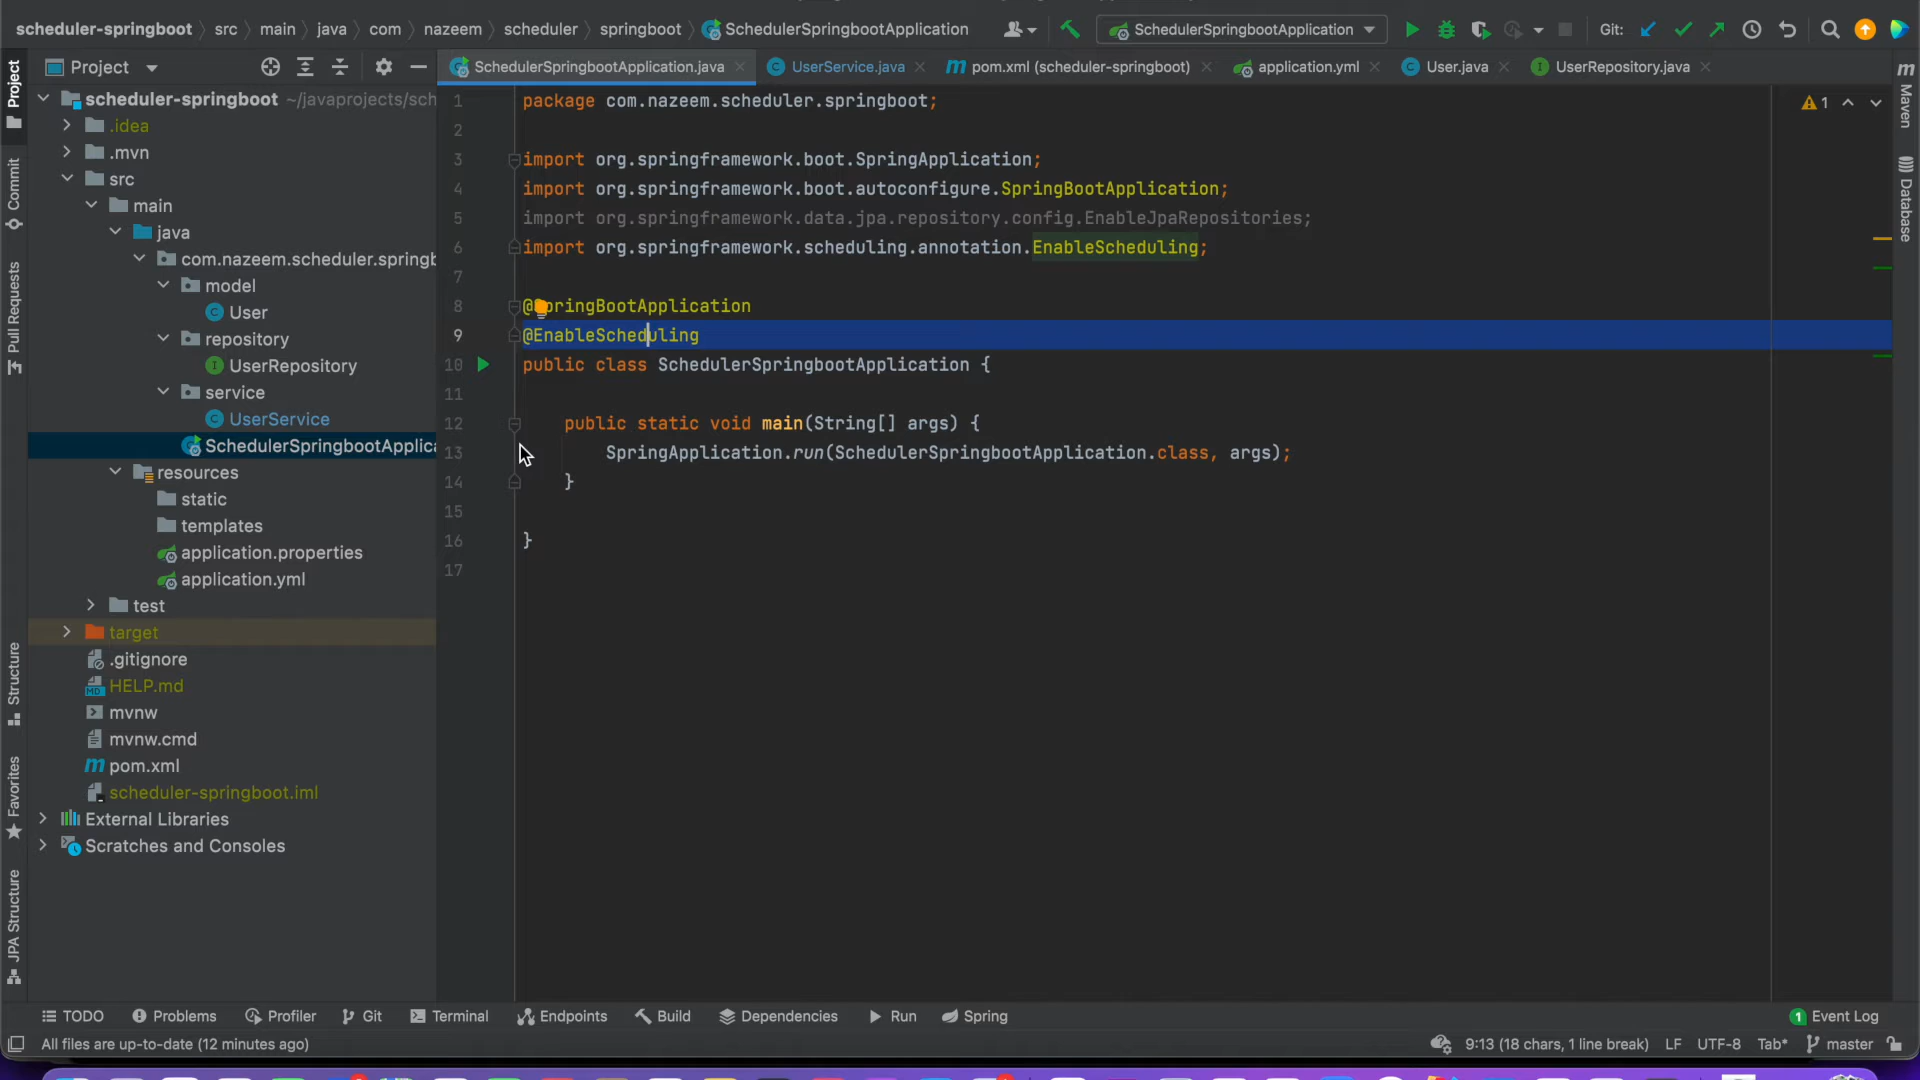 scheduler-springboot › src › main › java › com › nazeem › scheduler › springboot › SchedulerSpringbootApplication
SchedulerSpringbootApplication
Git:
Project
SchedulerSpringbootApplication.java
UserService.java
pom.xml (scheduler-springboot)
application.yml
User.java
UserRepository.java
Project
Commit
Pull Requests
Structure
Favorites
JPA Structure
scheduler-springboot ~/javaprojects/sch
.idea
.mvn
src
main
java
com.nazeem.scheduler.springb
model
User
repository
UserRepository
service
UserService
SchedulerSpringbootApplica
resources
static
templates
application.properties
application.yml
test
target
.gitignore
HELP.md
mvnw
mvnw.cmd
pom.xml
scheduler-springboot.iml
External Libraries
Scratches and Consoles
1 package com.nazeem.scheduler.springboot;
2
3 import org.springframework.boot.SpringApplication;
4 import org.springframework.boot.autoconfigure.SpringBootApplication;
5 import org.springframework.data.jpa.repository.config.EnableJpaRepositories;
6 import org.springframework.scheduling.annotation.EnableScheduling;
7
8 @SpringBootApplication
9 @EnableScheduling
10 public class SchedulerSpringbootApplication {
11
12 public static void main(String[] args) {
13 SpringApplication.run(SchedulerSpringbootApplication.class, args);
14 }
15
16 }
17
1
m
Maven
Database
TODO
Problems
Profiler
Git
Terminal
Endpoints
Build
Dependencies
Run
Spring
1 Event Log
All files are up-to-date (12 minutes ago)
9:13 (18 chars, 1 line break)
LF
UTF-8
Tab*
master